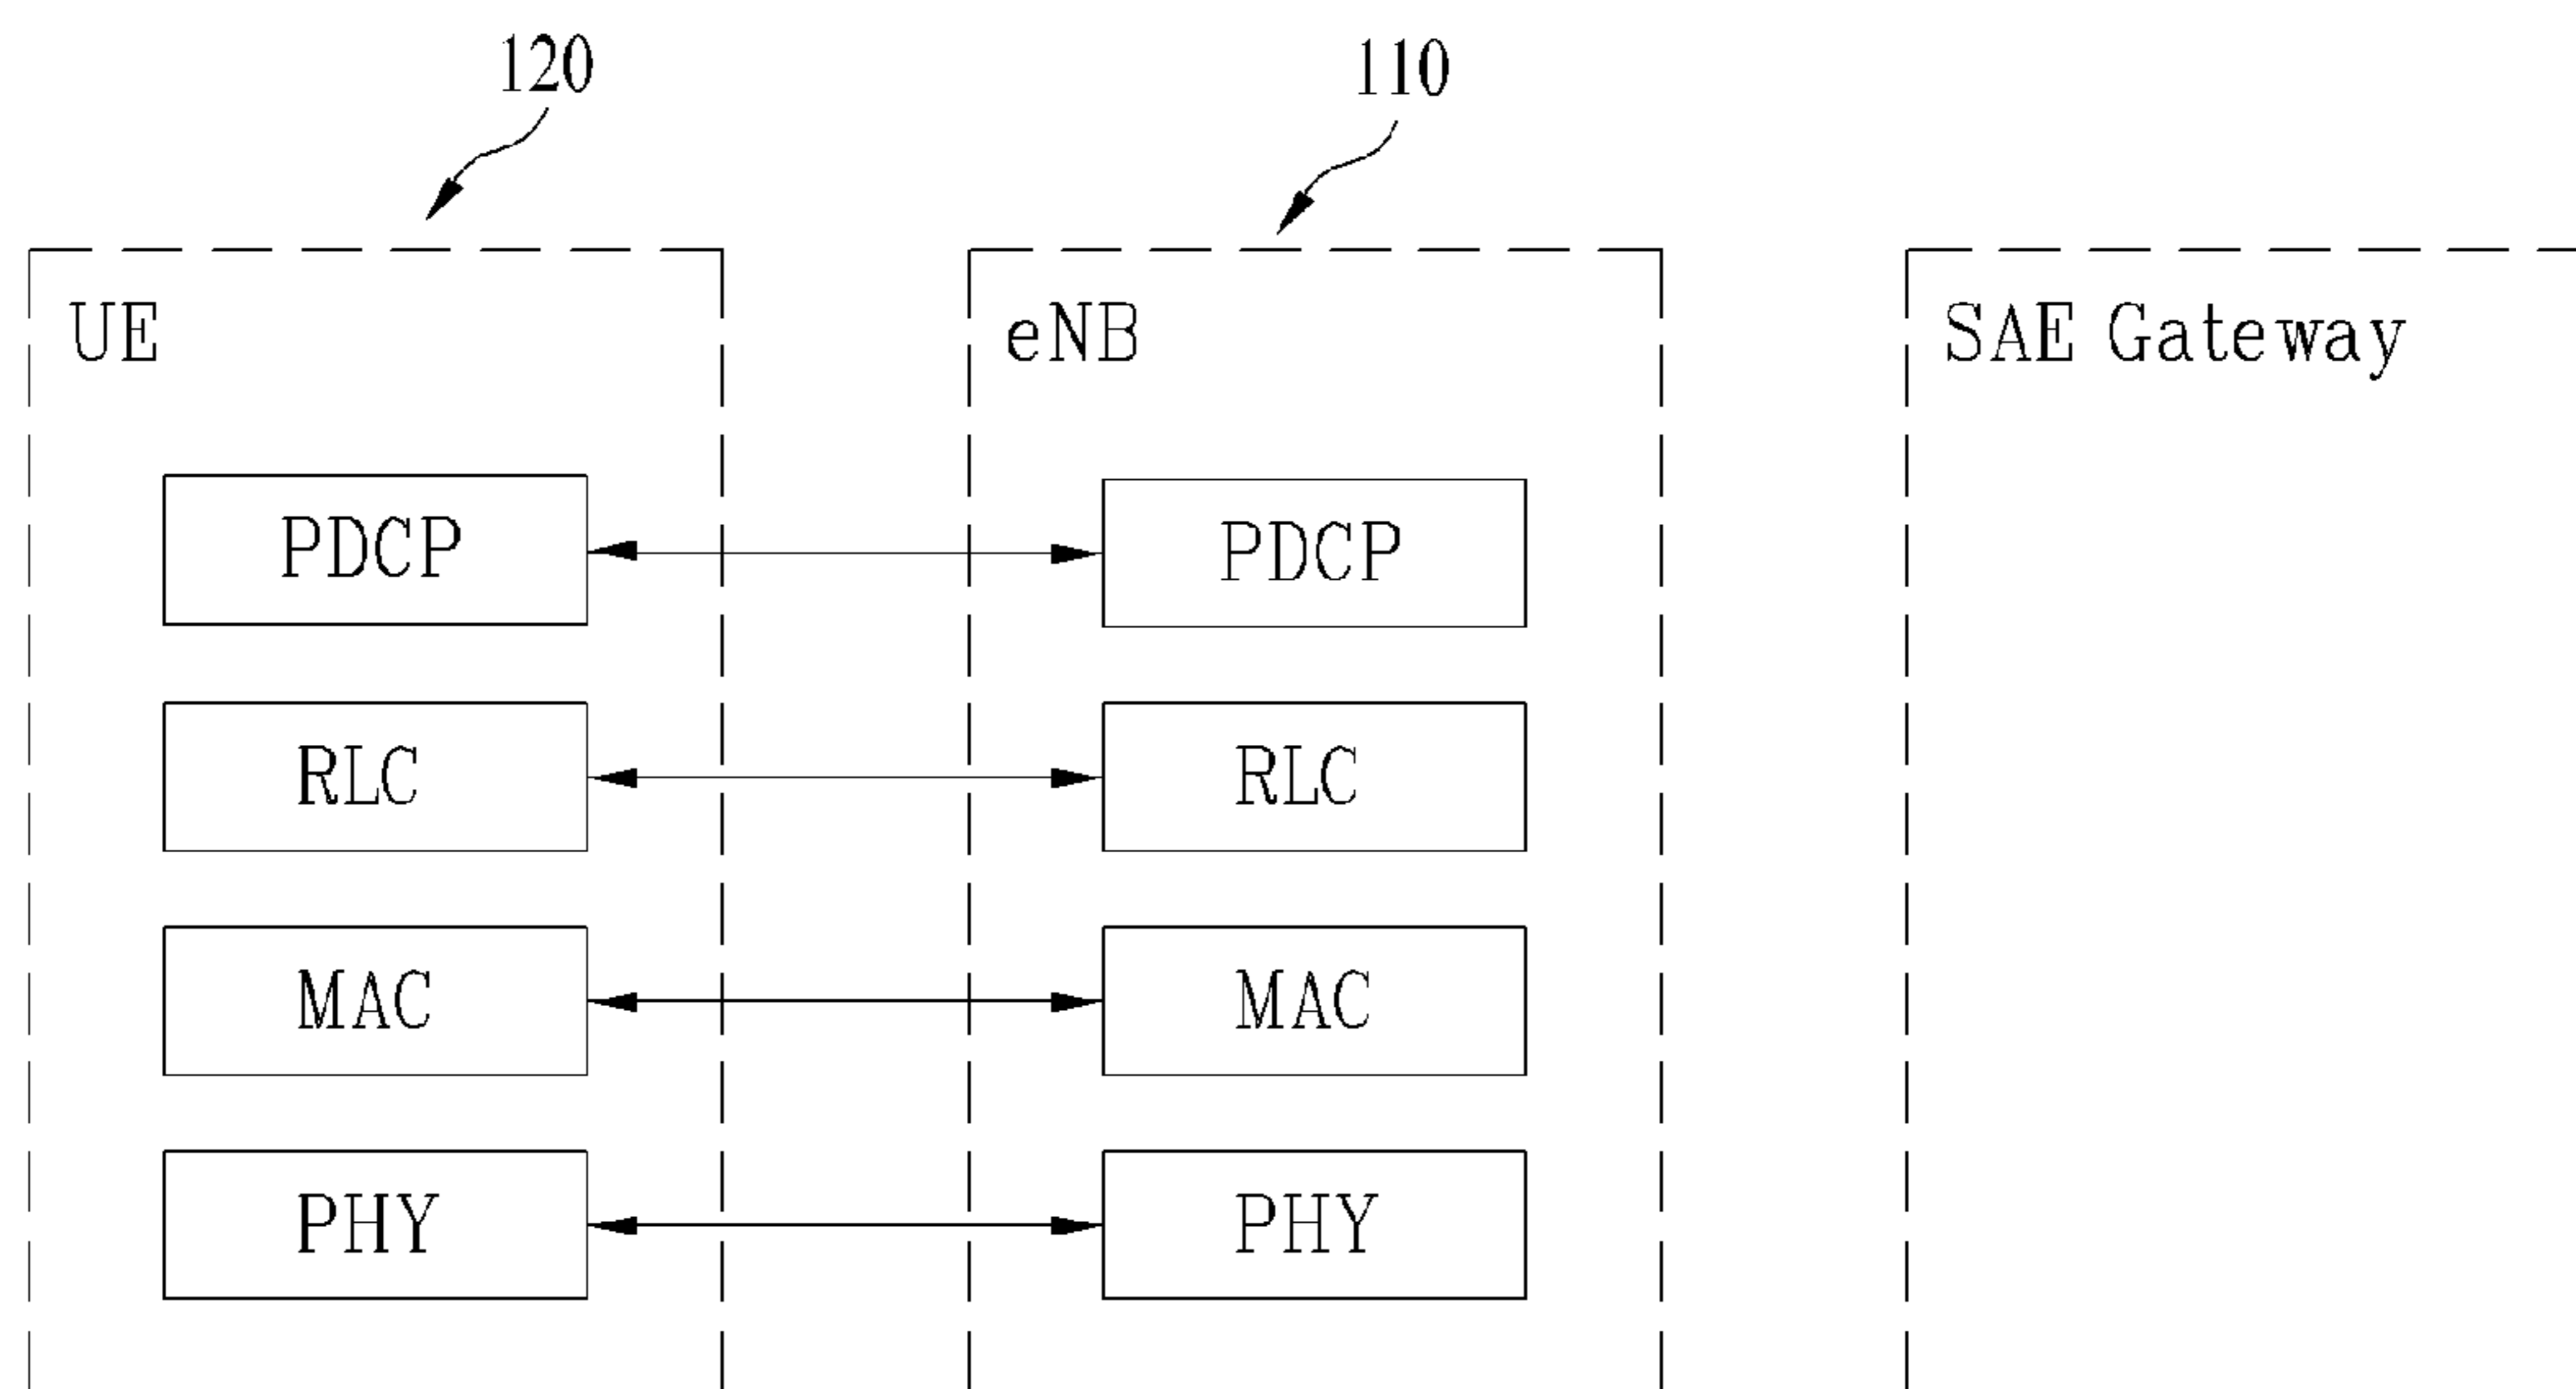 120
110
UE
eNB
SAE Gateway
PDCP
PDCP
RLC
RLC
MAC
MAC
PHY
PHY